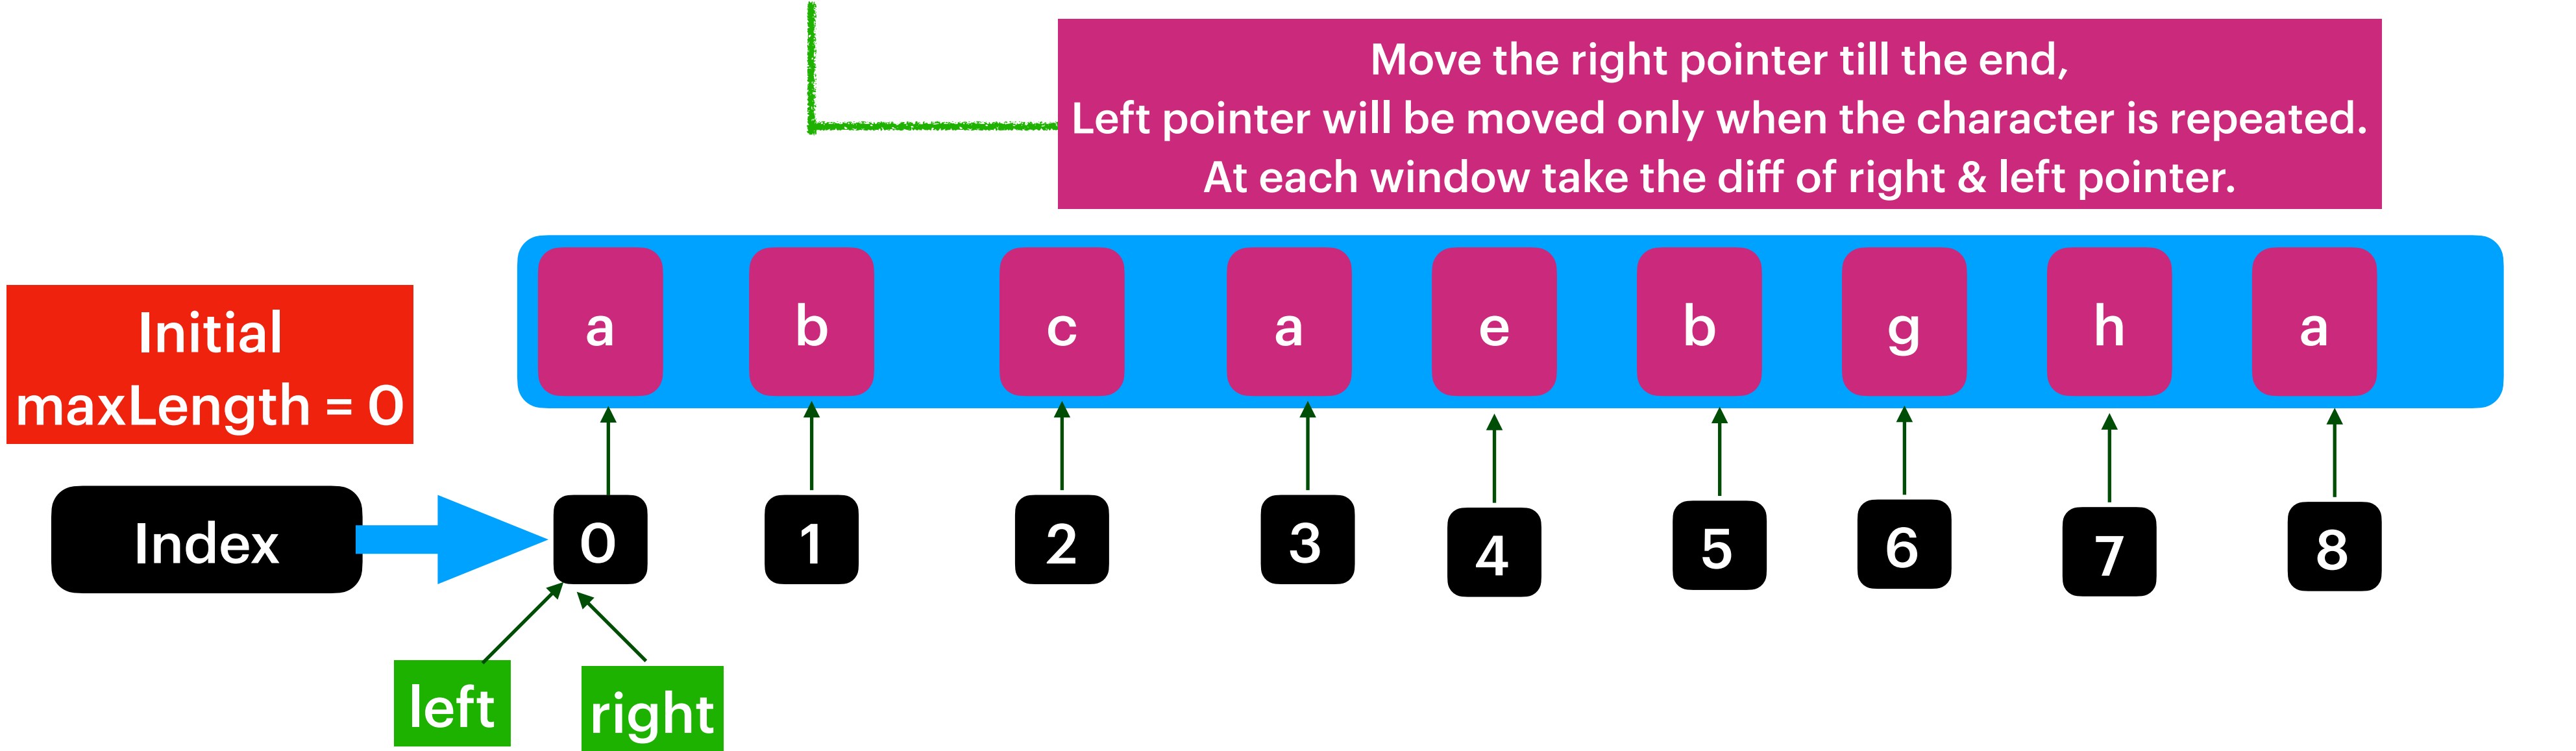 Move the right pointer till the end,
Left pointer will be moved only when the character is repeated.
At each window take the diff of right & left pointer.
Initial
maxLength = 0
a b c a e b g h a
Index
0 1 2 3 4 5 6 7 8
left
right